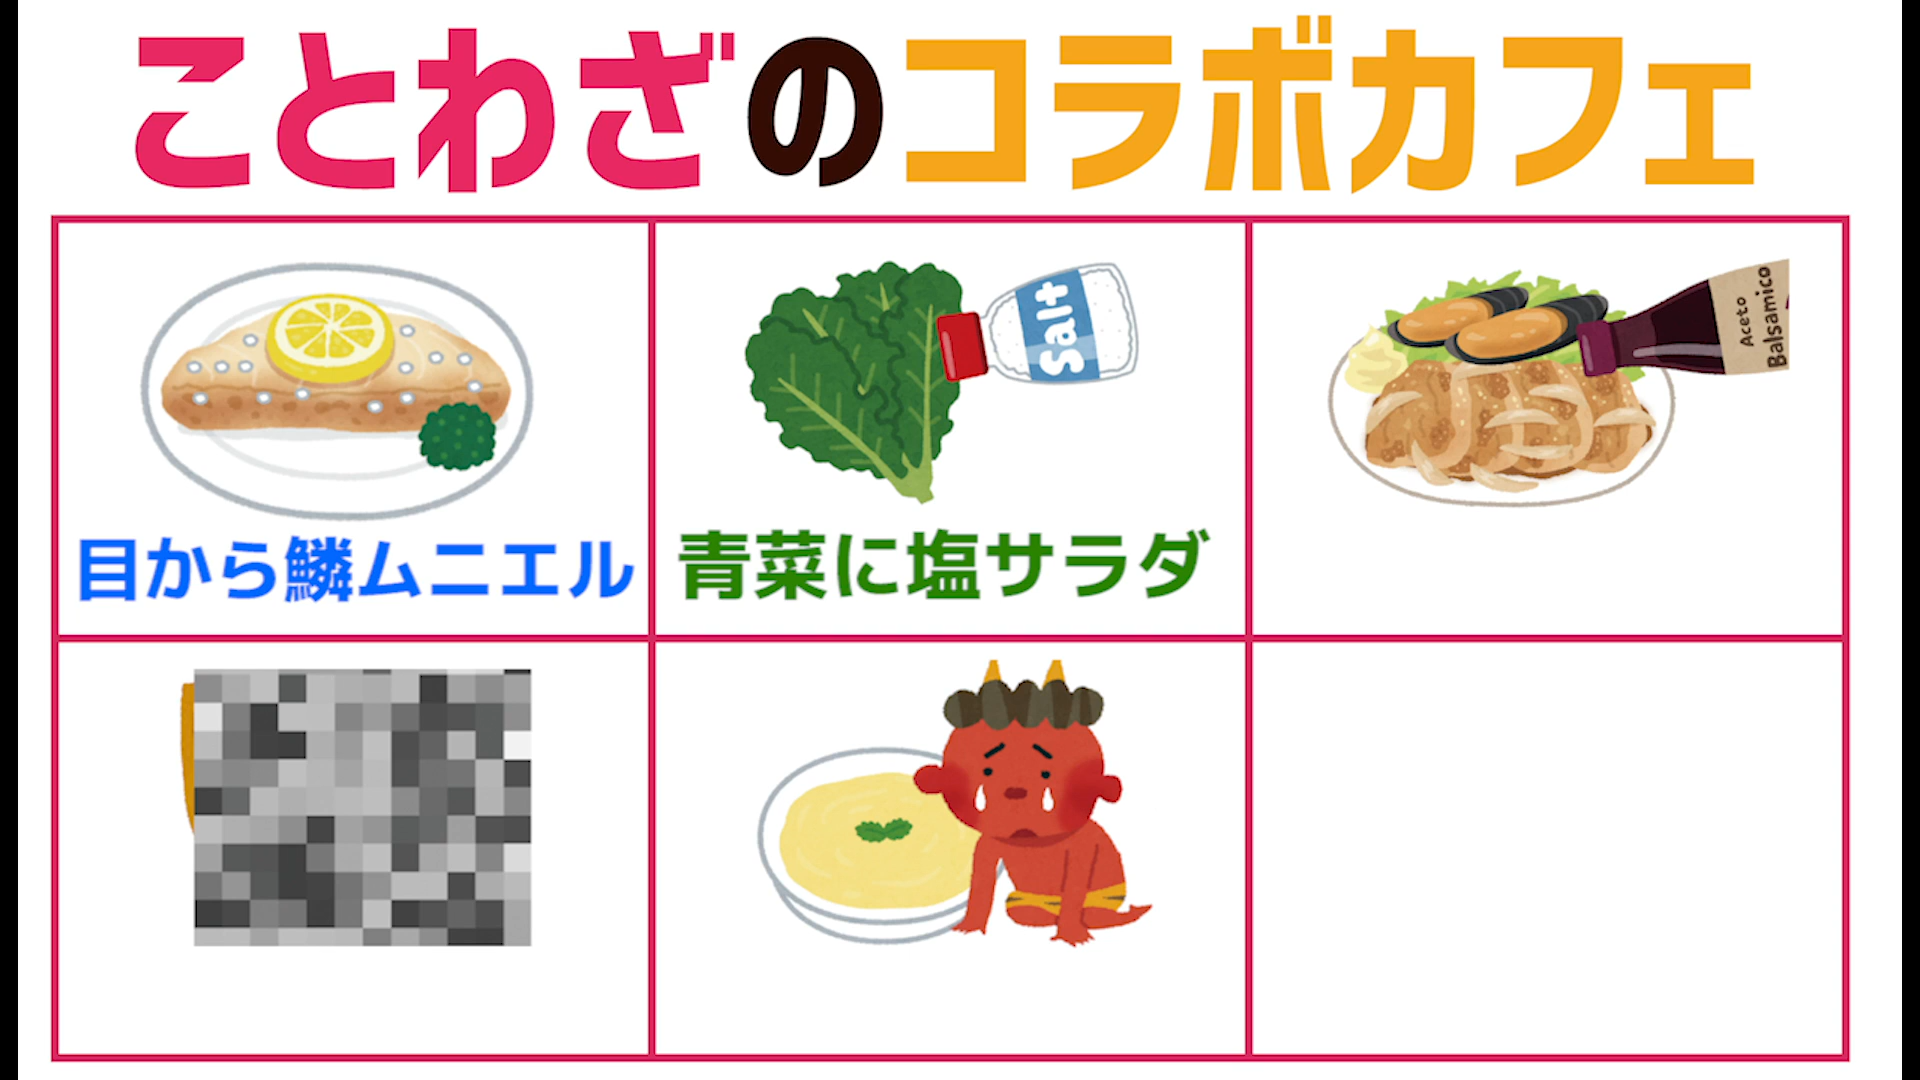 ことわざのコラボカフェ
Salt
Aceto
Balsamico
目から鱗ムニエル
青菜に塩サラダ